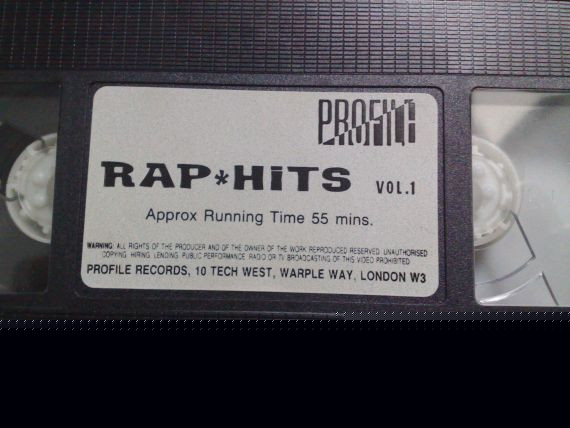 PROFILE
RAP*HiTS VOL.1
Approx Running Time 55 mins.
WARNING: ALL RIGHTS OF THE PRODUCER AND OF THE OWNER OF THE WORK REPRODUCED RESERVED. UNAUTHORISED
COPYING, HIRING, LENDING, PUBLIC PERFORMANCE, RADIO OR TV BROADCASTING OF THIS VIDEO PROHIBITED
PROFILE RECORDS, 10 TECH WEST, WARPLE WAY, LONDON W3